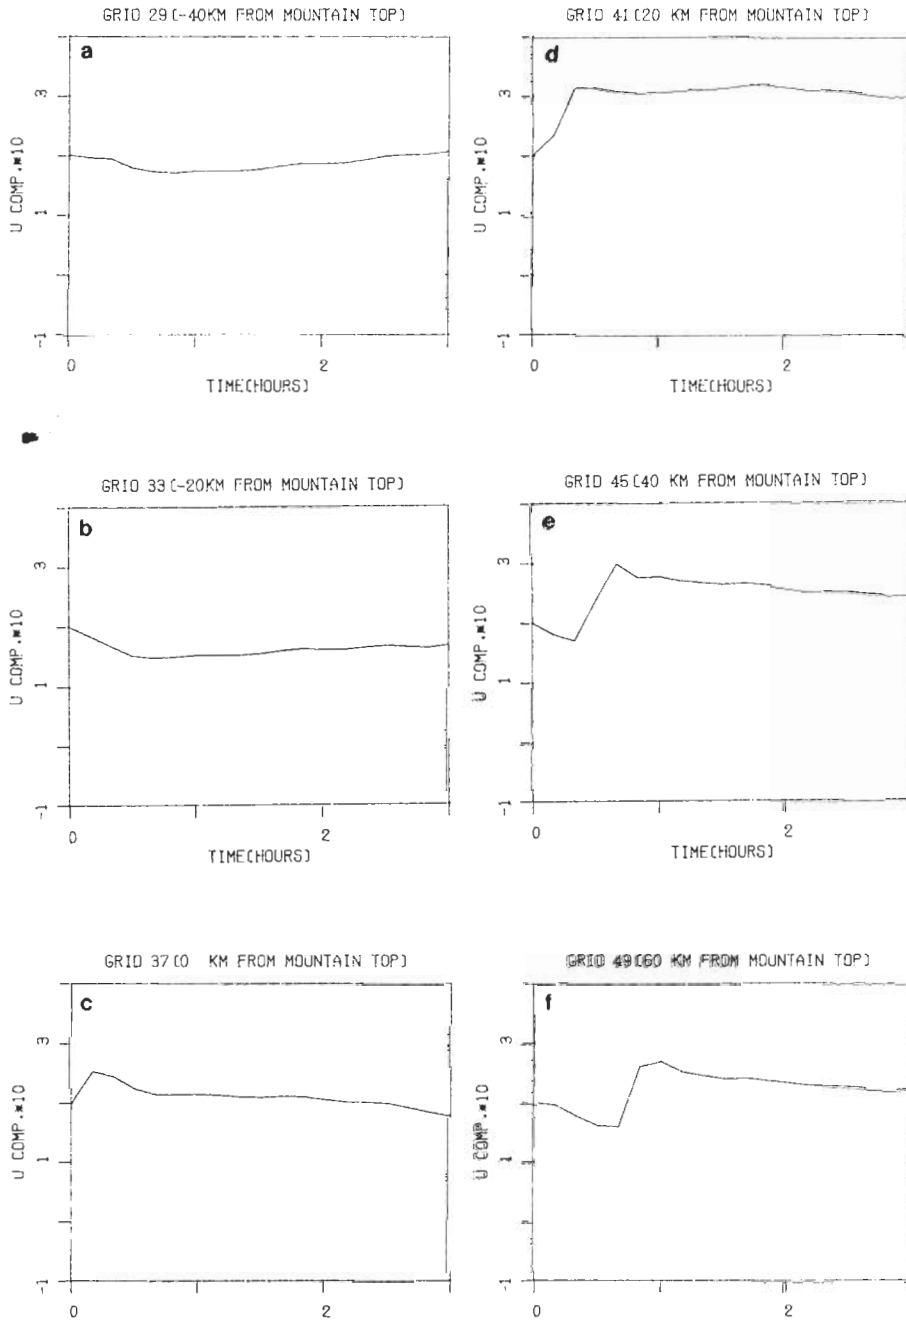 GRID 29(-40KM FROM MOUNTAIN TOP)
a
3
1
-1
U COMP.*10
0
2
TIME(HOURS)
GRID 41(20 KM FROM MOUNTAIN TOP)
d
3
1
-1
U COMP.*10
0
2
TIME(HOURS)
GRID 33(-20KM FROM MOUNTAIN TOP)
b
3
1
-1
U COMP.*10
0
2
TIME(HOURS)
GRID 45(40 KM FROM MOUNTAIN TOP)
e
3
1
-1
U COMP.*10
0
2
TIME(HOURS)
GRID 37(0 KM FROM MOUNTAIN TOP)
c
3
1
-1
U COMP.*10
0
2
GRID 49(60 KM FROM MOUNTAIN TOP)
f
3
1
-1
U COMP.*10
0
2